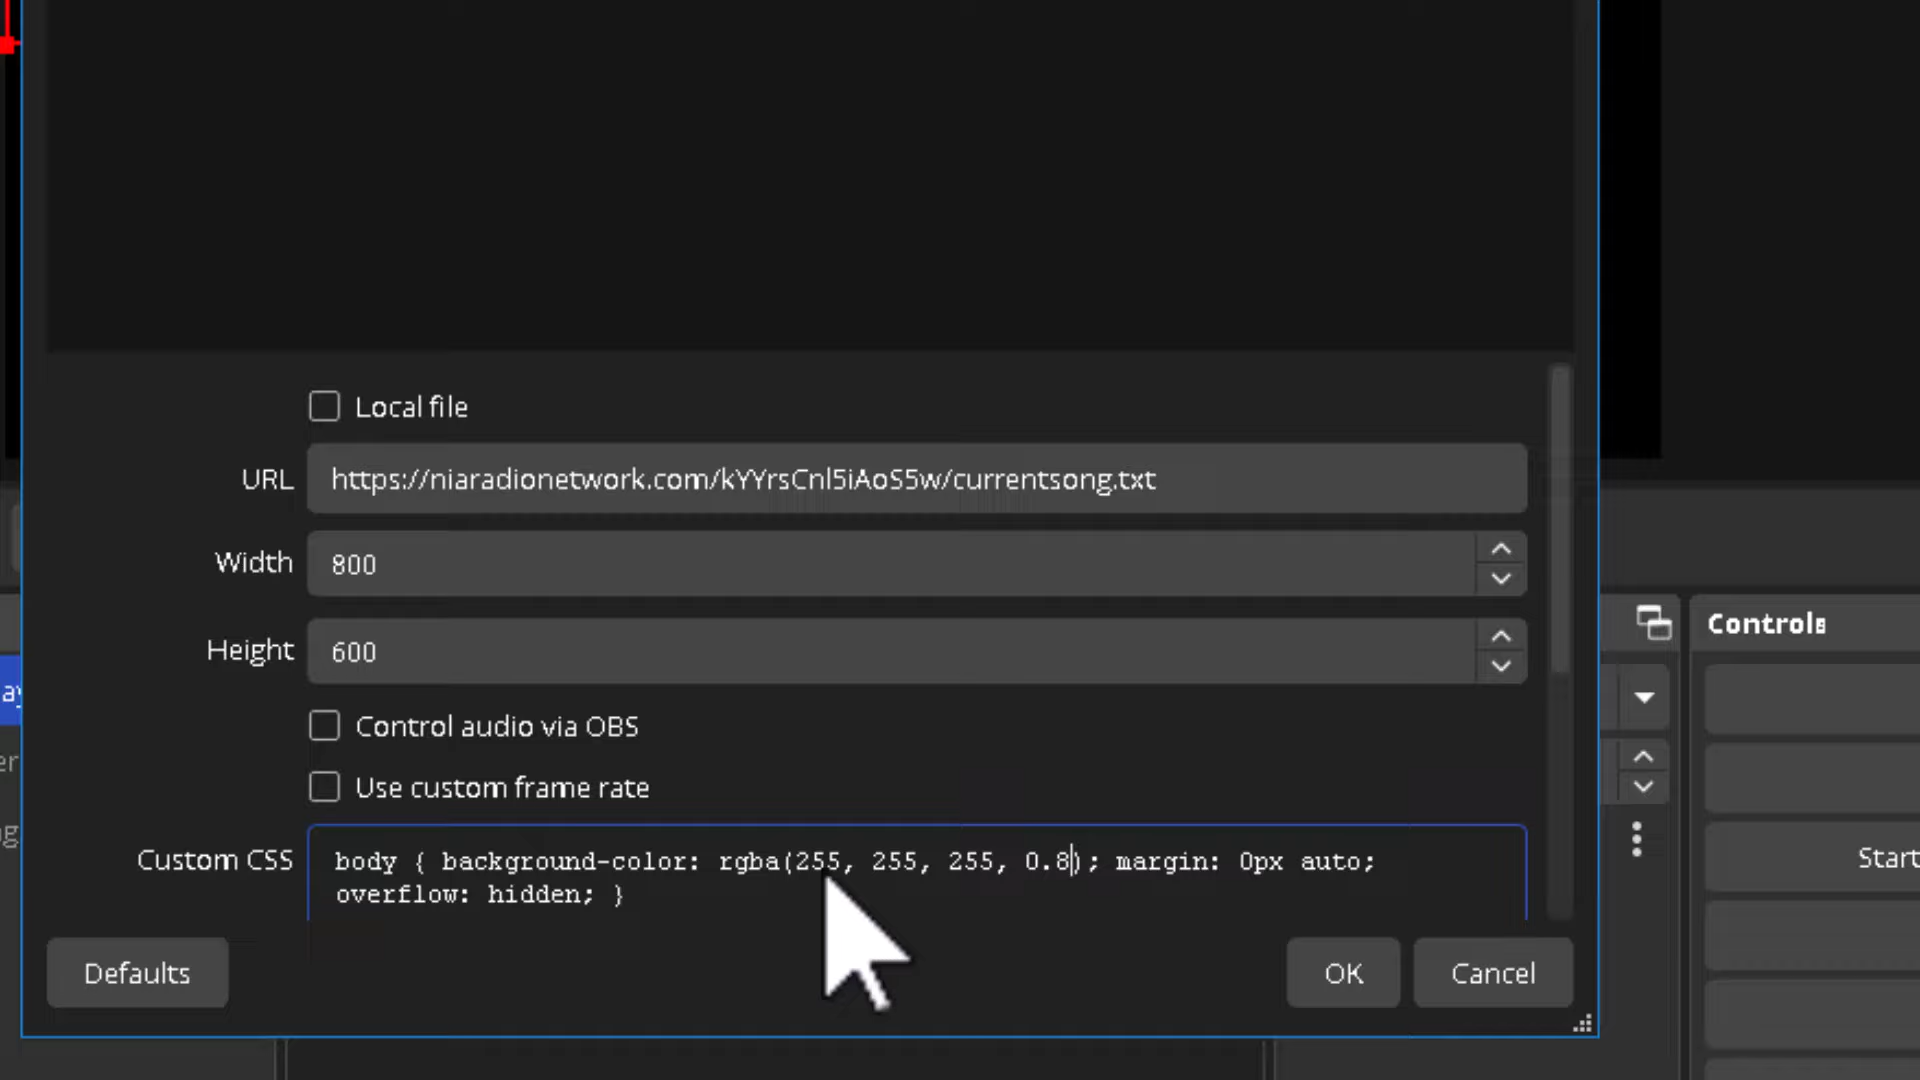 Local file
URL
https://niaradionetwork.com/kYYrsCnl5iAoS5w/currentsong.txt
Width
800
Height
600
Control audio via OBS
Use custom frame rate
Custom CSS
body { background-color: rgba(255, 255, 255, 0.8); margin: 0px auto;
overflow: hidden; }
Defaults
OK
Cancel
Controls
Start